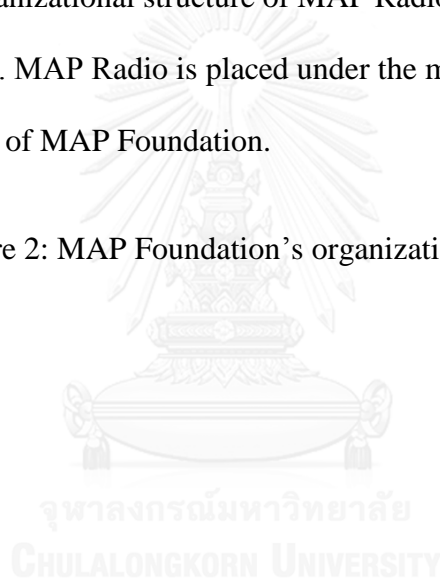 ganizational structure of MAP Radio
. MAP Radio is placed under the m
of MAP Foundation.
re 2: MAP Foundation’s organizati
จุฬาลงกรณ์มหาวิทยาลัย
CHULALONGKORN UNIVERSITY